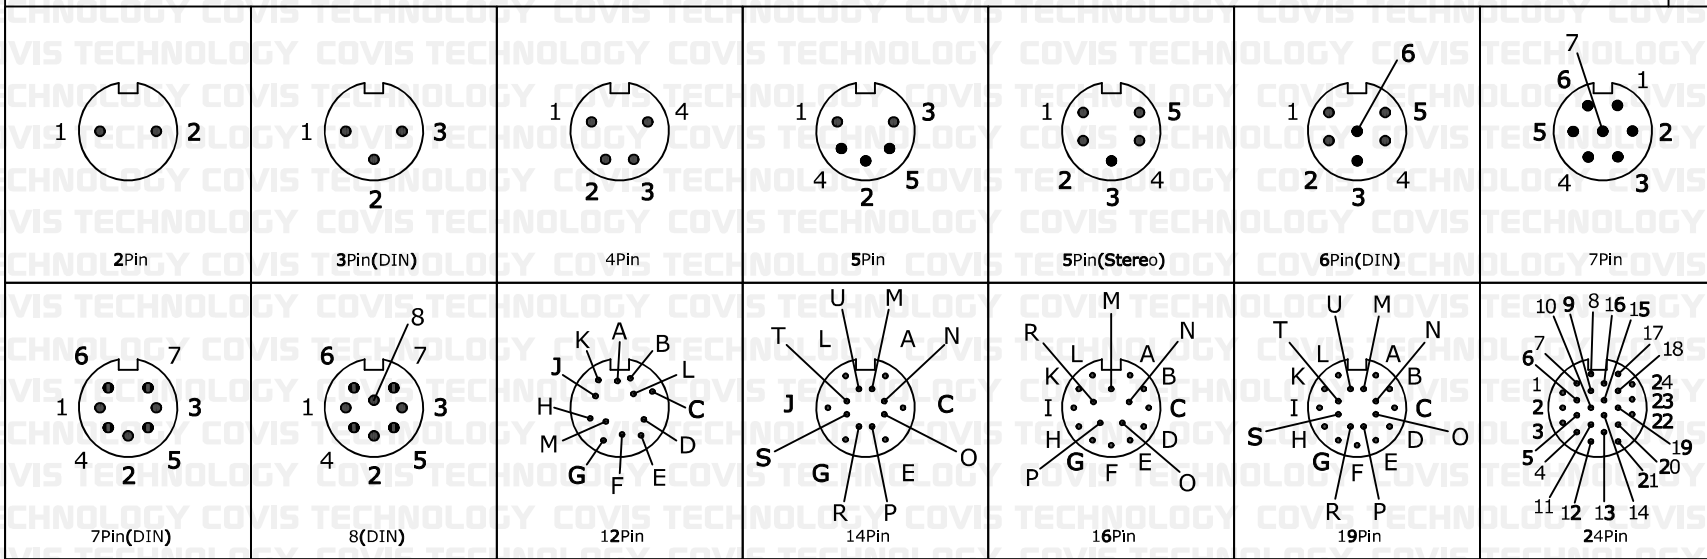 COVIS TECHNOLOGY
1 2
2Pin
1 3
2
3Pin(DIN)
1 4
2 3
4Pin
1 3
4 5
2
5Pin
1 5
2 4
3
5Pin(Stereo)
6
1 5
2 4
3
6Pin(DIN)
7
6 1
5 2
4 3
7Pin
6 7
1 3
4 5
2
7Pin(DIN)
8
6 7
1 3
4 5
2
8(DIN)
K A B
J L
H C
M D
G F E
12Pin
U M
T L A N
J C
S O
G E
R P
14Pin
M
R N
L A
K B
I C
H D
G F E
P O
16Pin
U M
T N
L A
K B
I C
S O
H D
G F E
R P
19Pin
10 9 8 16 15
7 17
6 18
1 24
2 23
3 22
5 19
4 20
21
11 12 13 14
24Pin